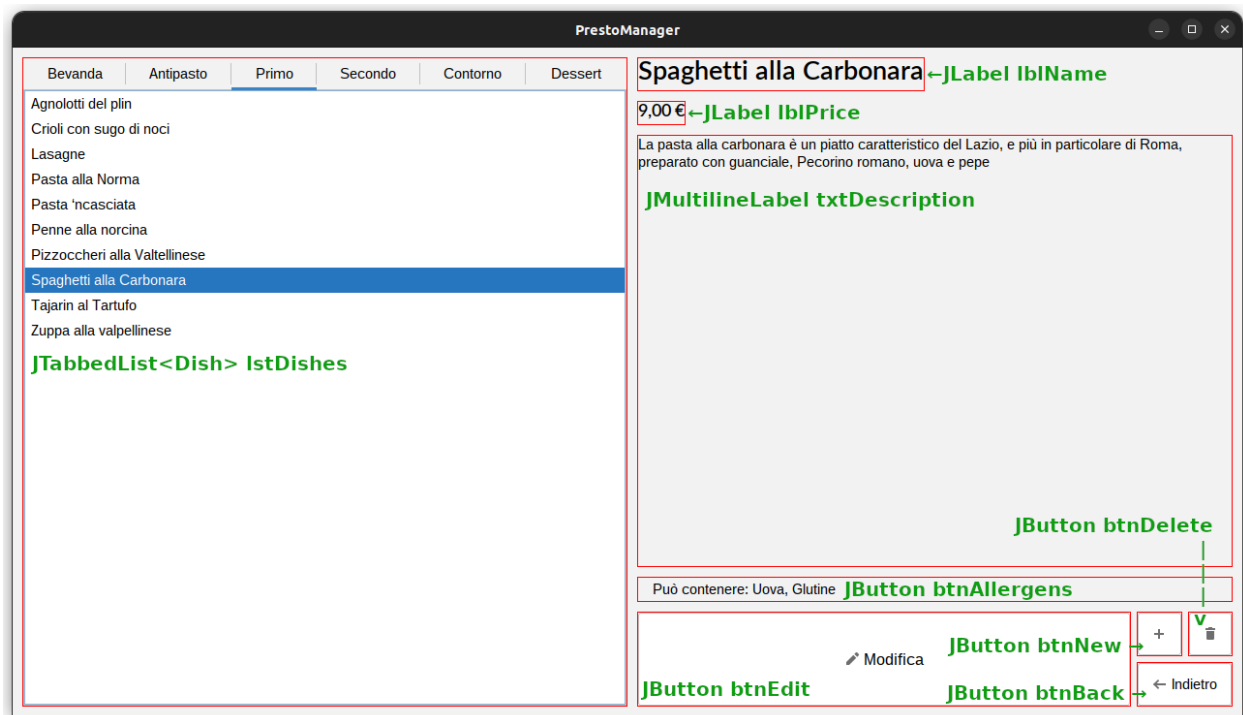 PrestoManager
Bevanda Antipasto Primo Secondo Contorno Dessert
Agnolotti del plin
Crioli con sugo di noci
Lasagne
Pasta alla Norma
Pasta ‘ncasciata
Penne alla norcina
Pizzoccheri alla Valtellinese
Spaghetti alla Carbonara
Tajarin al Tartufo
Zuppa alla valpellinese
JTabbedList<Dish> lstDishes
Spaghetti alla Carbonara ←JLabel lblName
9,00 € ←JLabel lblPrice
La pasta alla carbonara è un piatto caratteristico del Lazio, e più in particolare di Roma,
preparato con guanciale, Pecorino romano, uova e pepe
JMultilineLabel txtDescription
JButton btnDelete
Può contenere: Uova, Glutine JButton btnAllergens
JButton btnNew → +
Modifica
JButton btnEdit
JButton btnBack → ← Indietro